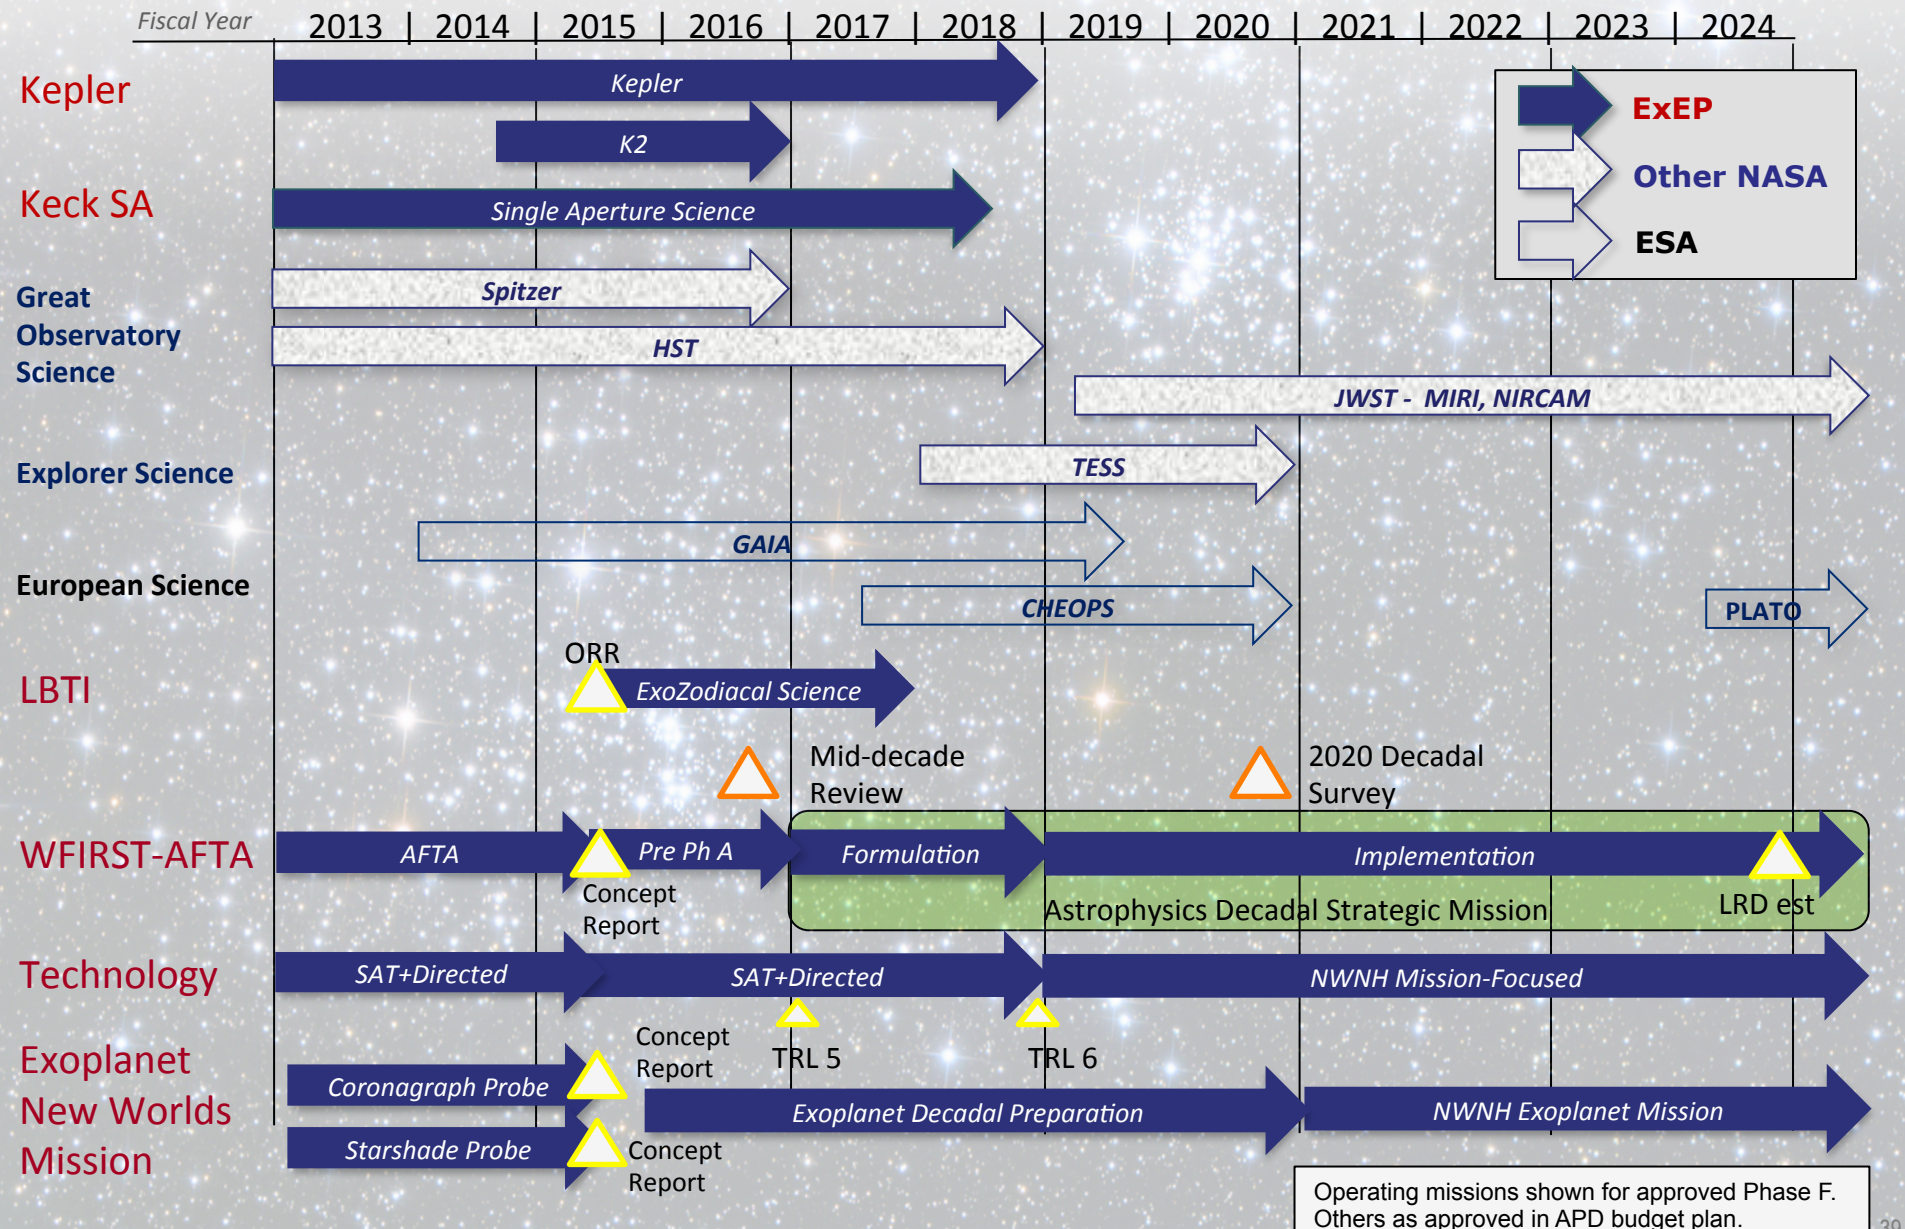 Fiscal Year 2013 2014 2015 2016 2017 2018 2019 2020 2021 2022 2023 2024
ExEP
Other NASA
ESA
Kepler
Kepler
K2
Keck SA
Single Aperture Science
Great
Observatory
Science
Spitzer
HST
JWST - MIRI, NIRCAM
Explorer Science
TESS
European Science
GAIA
CHEOPS
PLATO
LBTI
ORR
ExoZodiacal Science
Mid-decade
Review
2020 Decadal
Survey
WFIRST-AFTA
AFTA
Pre Ph A
Formulation
Implementation
Concept
Report
Astrophysics Decadal Strategic Mission
LRD est
Technology
SAT+Directed
SAT+Directed
NWNH Mission-Focused
TRL 5
TRL 6
Exoplanet
New Worlds
Mission
Coronagraph Probe
Concept
Report
Starshade Probe
Concept
Report
Exoplanet Decadal Preparation
NWNH Exoplanet Mission
Operating missions shown for approved Phase F.
Others as approved in APD budget plan.
39